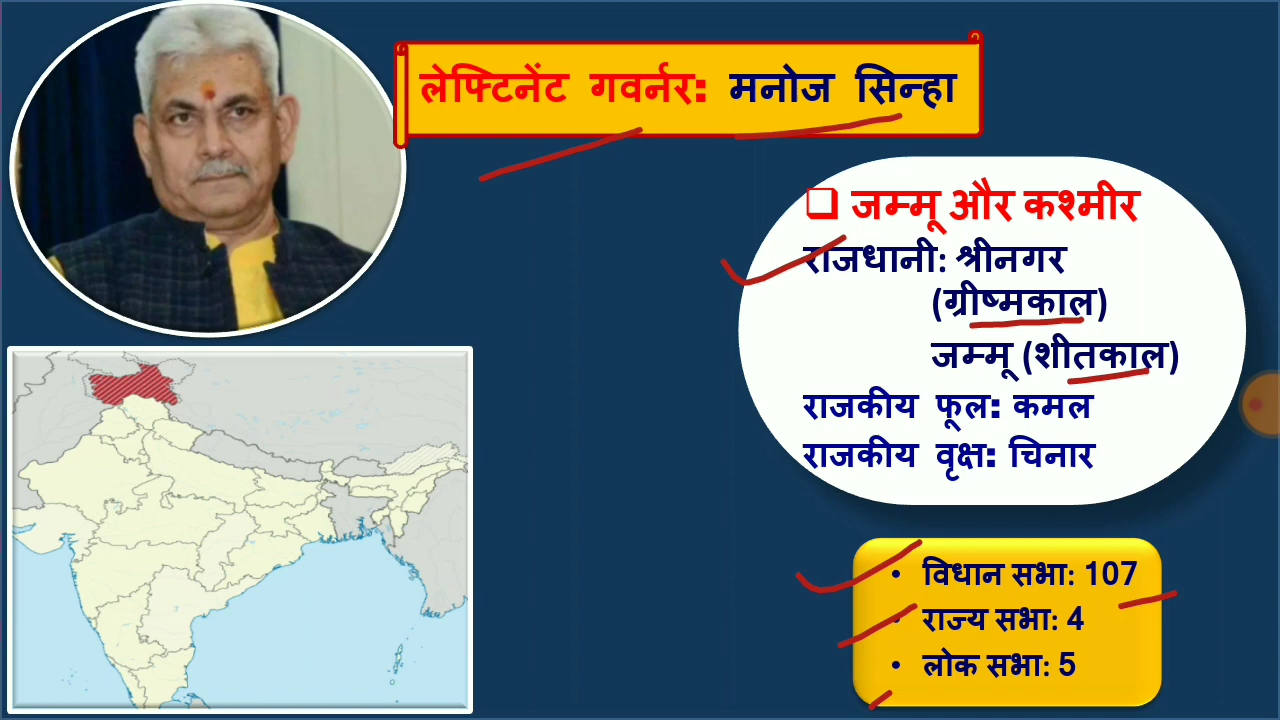 लेफ्टिनेंट गवर्नर: मनोज सिन्हा
❑ जम्मू और कश्मीर
राजधानी: श्रीनगर
(ग्रीष्मकाल)
जम्मू (शीतकाल)
राजकीय फूल: कमल
राजकीय वृक्ष: चिनार
• विधान सभा: 107
• राज्य सभा: 4
• लोक सभा: 5